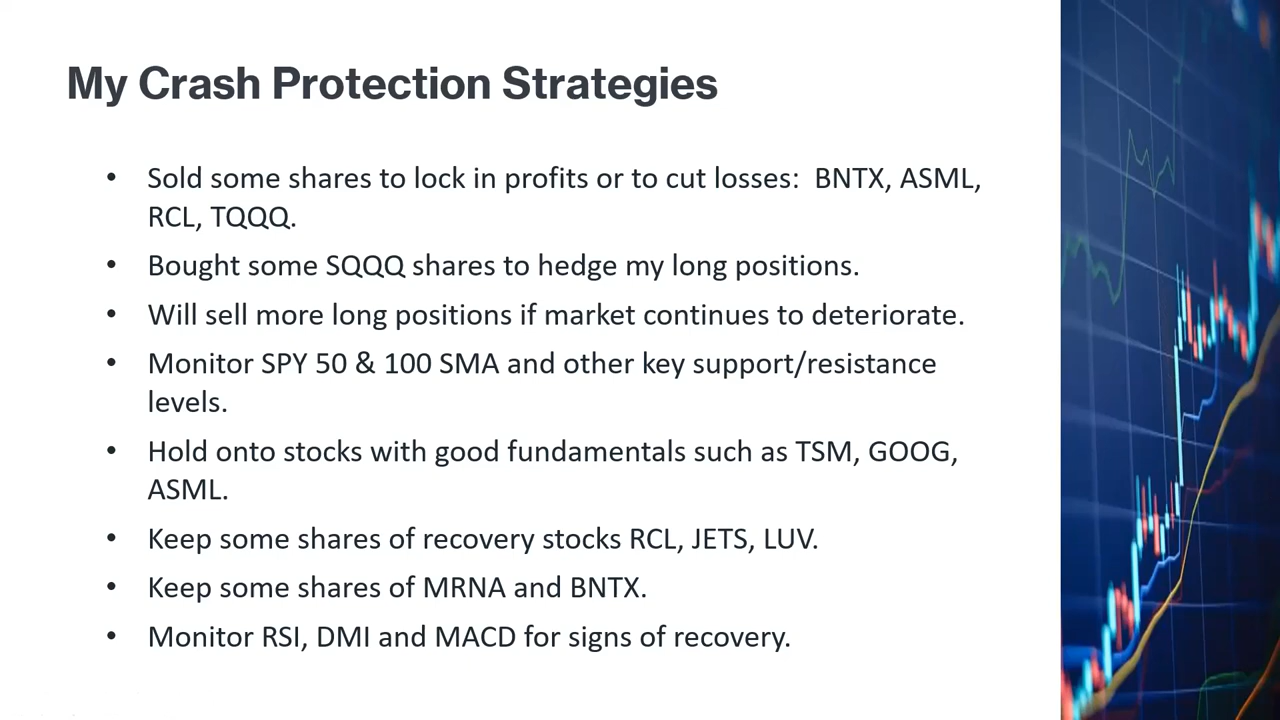 My Crash Protection Strategies
• Sold some shares to lock in profits or to cut losses:  BNTX, ASML,
RCL, TQQQ.
• Bought some SQQQ shares to hedge my long positions.
• Will sell more long positions if market continues to deteriorate.
• Monitor SPY 50 & 100 SMA and other key support/resistance
levels.
• Hold onto stocks with good fundamentals such as TSM, GOOG,
ASML.
• Keep some shares of recovery stocks RCL, JETS, LUV.
• Keep some shares of MRNA and BNTX.
• Monitor RSI, DMI and MACD for signs of recovery.